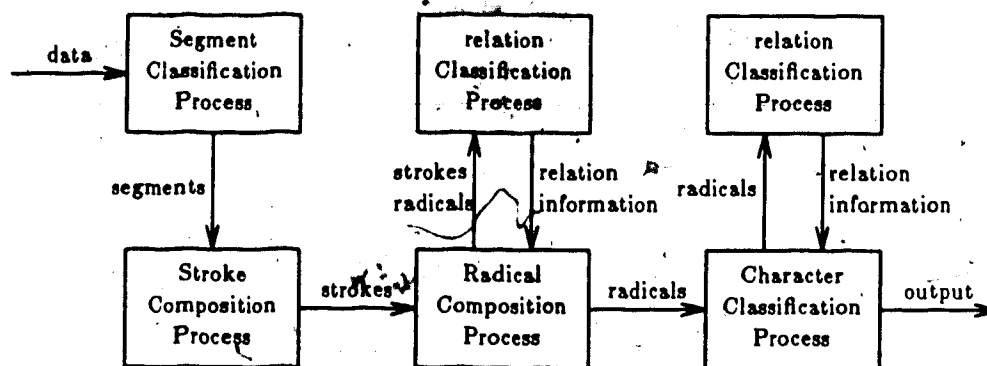 data
Segment
Classification
Process
relation
Classification
Process
relation
Classification
Process
segments
strokes
radicals
relation
information
radicals
relation
information
Stroke
Composition
Process
strokes
Radical
Composition
Process
radicals
Character
Classification
Process
output